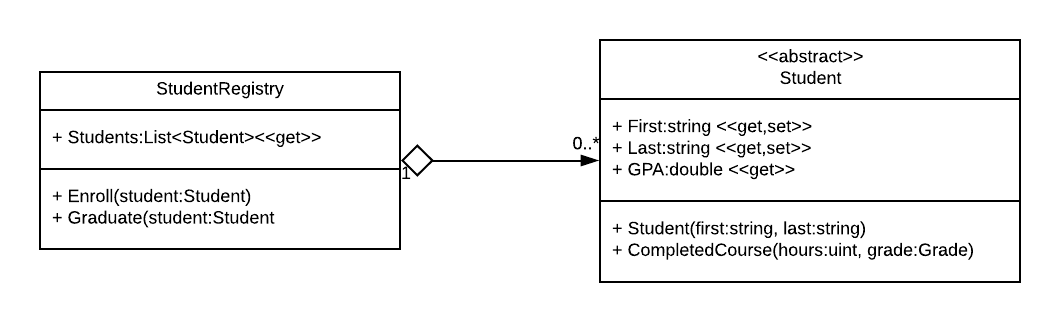 StudentRegistry
+ Students:List<Student><<get>>
+ Enroll(student:Student)
+ Graduate(student:Student
1
0..*
<<abstract>>
Student
+ First:string <<get,set>>
+ Last:string <<get,set>>
+ GPA:double <<get>>
+ Student(first:string, last:string)
+ CompletedCourse(hours:uint, grade:Grade)